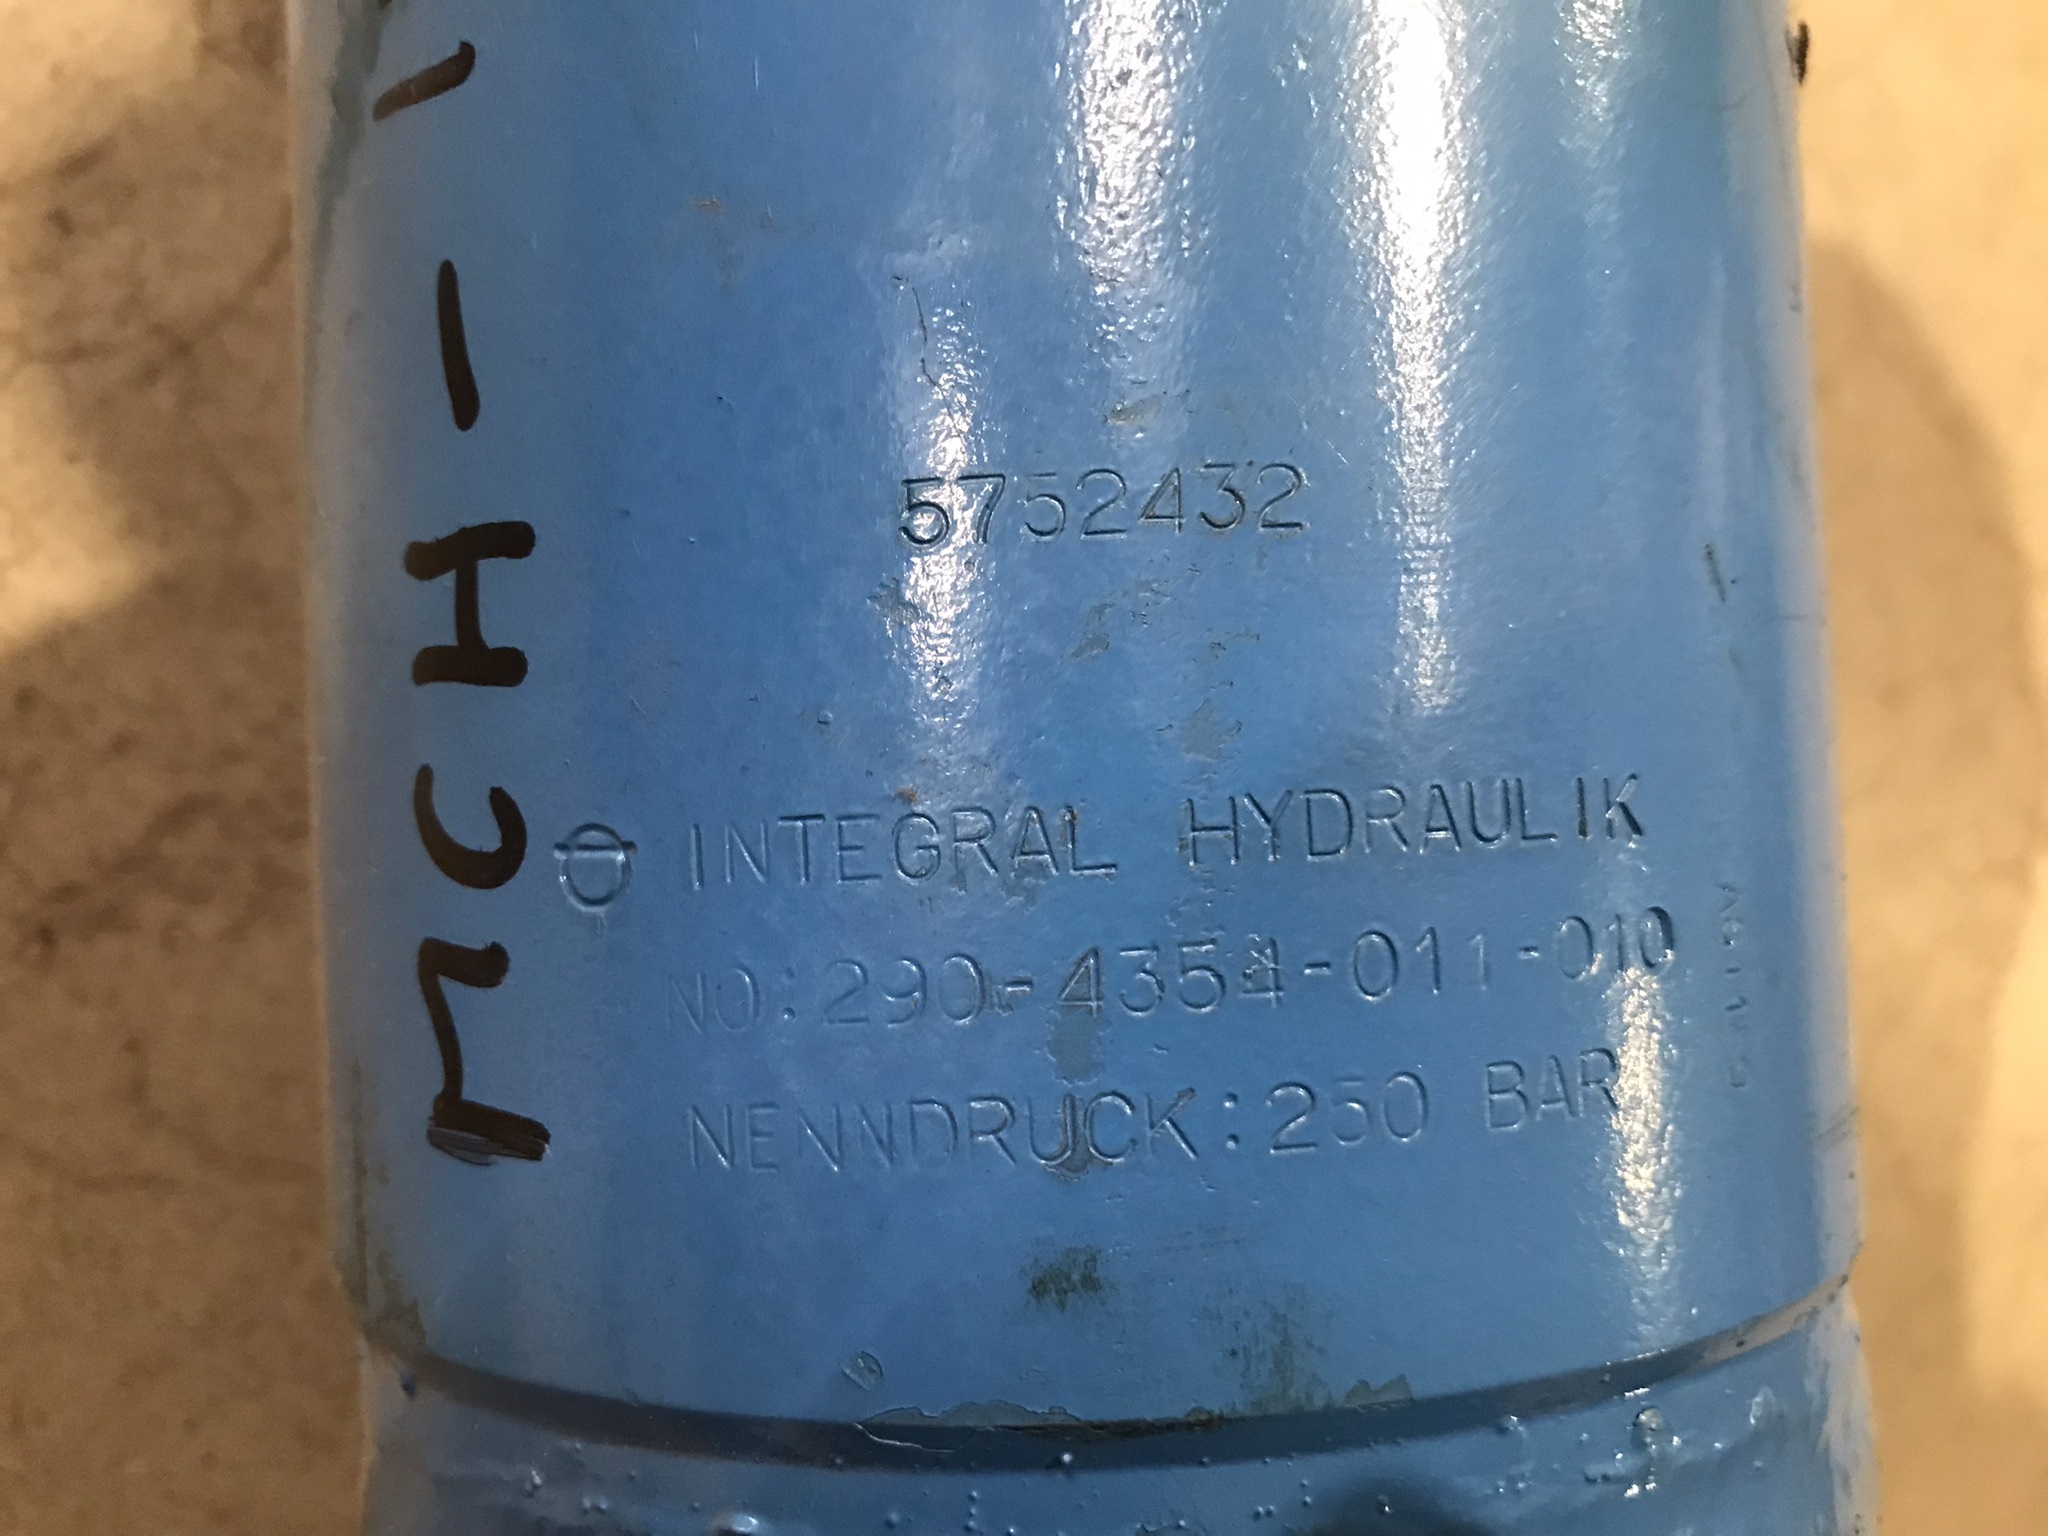 MCH-1
5752432
INTEGRAL HYDRAULIK
NO:290-4354-011-010
NENNDRUCK:250 BAR